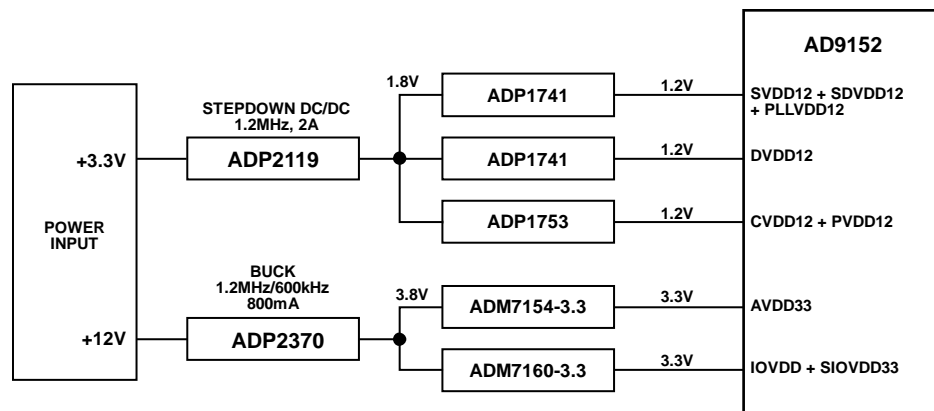 AD9152
POWER
INPUT
+3.3V
+12V
STEPDOWN DC/DC
1.2MHz, 2A
ADP2119
1.8V
ADP1741
1.2V
SVDD12 + SDVDD12
+ PLLVDD12
ADP1741
1.2V
DVDD12
ADP1753
1.2V
CVDD12 + PVDD12
BUCK
1.2MHz/600kHz
800mA
ADP2370
3.8V
ADM7154-3.3
3.3V
AVDD33
ADM7160-3.3
3.3V
IOVDD + SIOVDD33